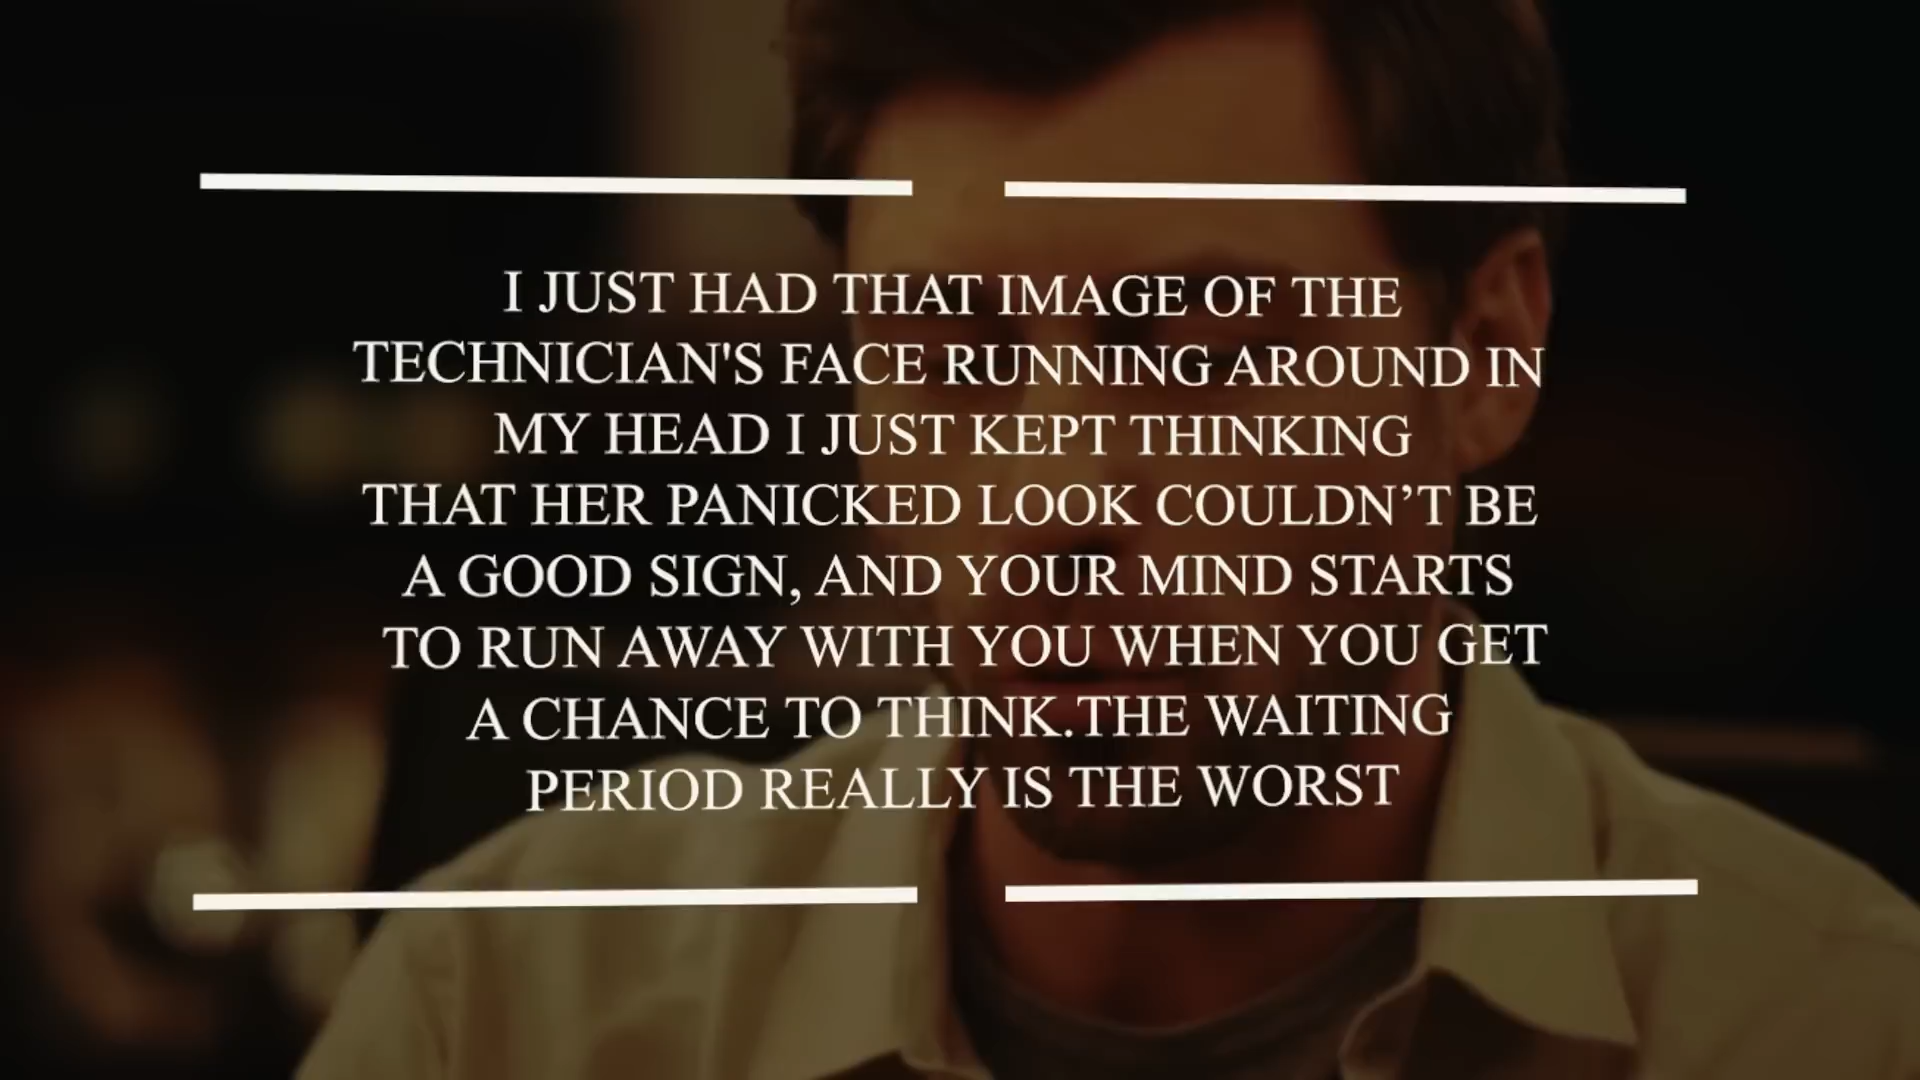 I JUST HAD THAT IMAGE OF THE
TECHNICIAN'S FACE RUNNING AROUND IN
MY HEAD I JUST KEPT THINKING
THAT HER PANICKED LOOK COULDN’T BE
A GOOD SIGN, AND YOUR MIND STARTS
TO RUN AWAY WITH YOU WHEN YOU GET
A CHANCE TO THINK.THE WAITING
PERIOD REALLY IS THE WORST